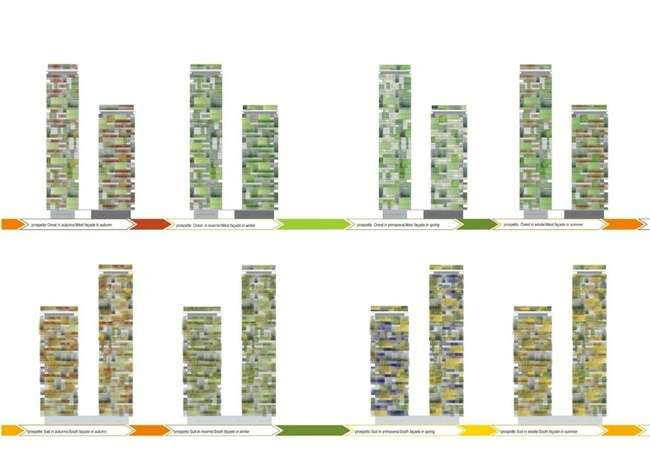 prospetto Ovest in autunno/West façade in autumn
prospetto Ovest in inverno/West façade in winter
prospetto Ovest in primavera/West façade in spring
prospetto Ovest in estate/West façade in summer
prospetto Sud in autunno/South façade in autumn
prospetto Sud in inverno/South façade in winter
prospetto Sud in primavera/South façade in spring
prospetto Sud in estate/South façade in summer